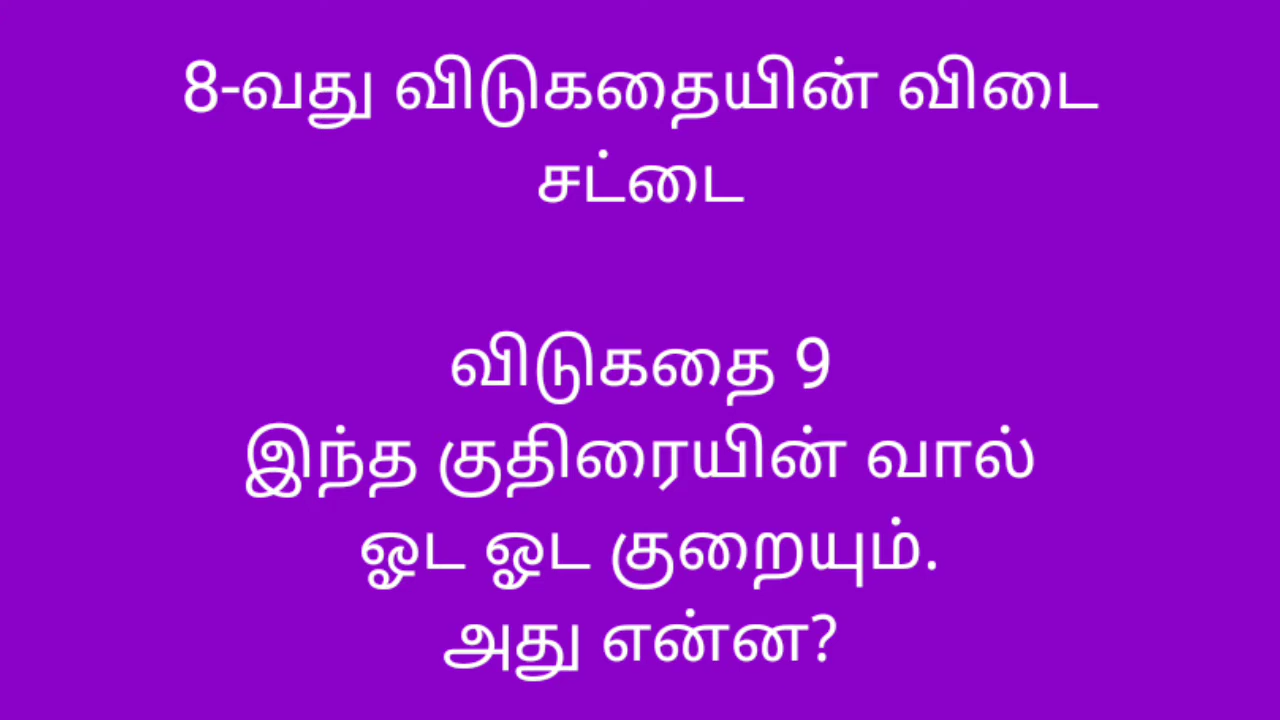 8-வது விடுகதையின் விடை
சட்டை
விடுகதை 9
இந்த குதிரையின் வால்
ஓட ஓட குறையும்.
அது என்ன?